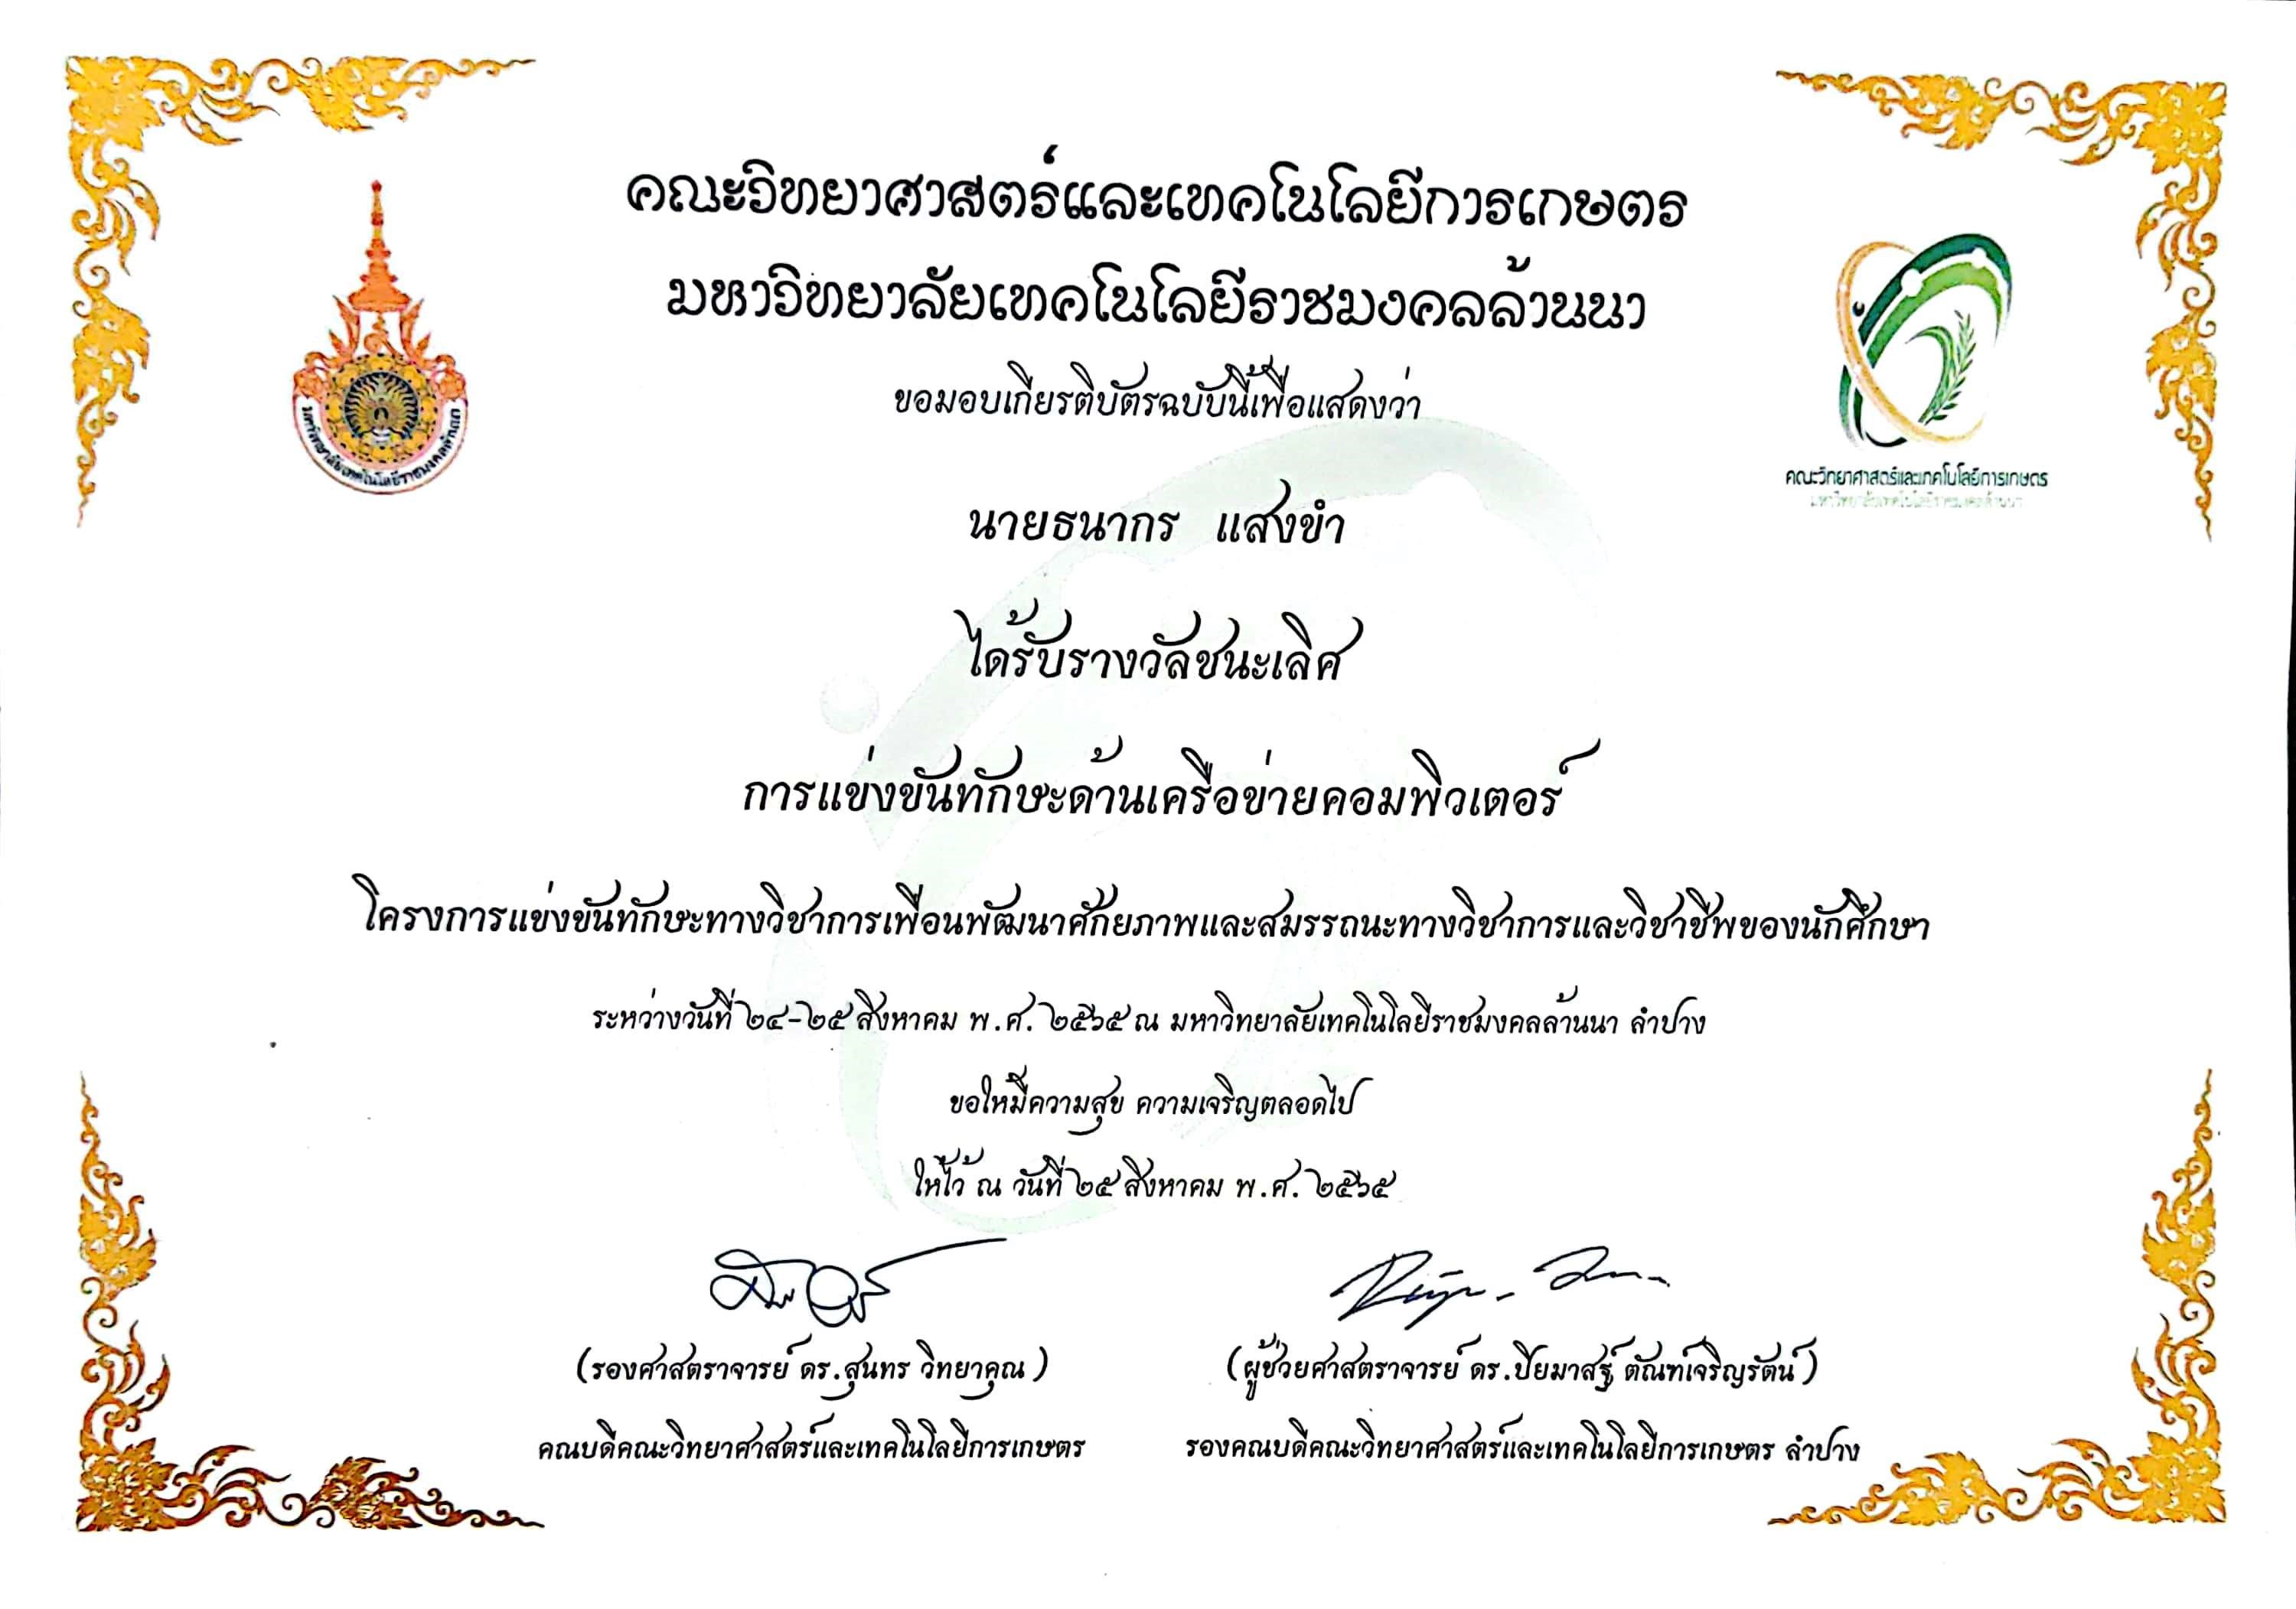 คณะวิทยาศาสตร์และเทคโนโลยีการเกษตร
มหาวิทยาลัยเทคโนโลยีราชมงคลล้านนา
มหาวิทยาลัยเทคโนโลยีราชมงคลล้านนา
คณะวิทยาศาสตร์และเทคโนโลยีการเกษตร
มหาวิทยาลัยเทคโนโลยีราชมงคลล้านนา
ขอมอบเกียรติบัตรฉบับนี้เพื่อแสดงว่า
นายธนากร แสงขำ
ได้รับรางวัลชนะเลิศ
การแข่งขันทักษะด้านเครือข่ายคอมพิวเตอร์
โครงการแข่งขันทักษะทางวิชาการเพื่อนพัฒนาศักยภาพและสมรรถนะทางวิชาการและวิชาชีพของนักศึกษา
ระหว่างวันที่ ๒๔-๒๕ สิงหาคม พ.ศ. ๒๕๖๕ ณ มหาวิทยาลัยเทคโนโลยีราชมงคลล้านนา ลำปาง
ขอให้มีความสุข ความเจริญตลอดไป
ให้ไว้ ณ วันที่ ๒๕ สิงหาคม พ.ศ. ๒๕๖๕
(รองศาสตราจารย์ ดร.สุนทร วิทยาคุณ)
(ผู้ช่วยศาสตราจารย์ ดร.ปิยมาสฐ์ ตัณฑ์เจริญรัตน์)
คณบดีคณะวิทยาศาสตร์และเทคโนโลยีการเกษตร
รองคณบดีคณะวิทยาศาสตร์และเทคโนโลยีการเกษตร ลำปาง